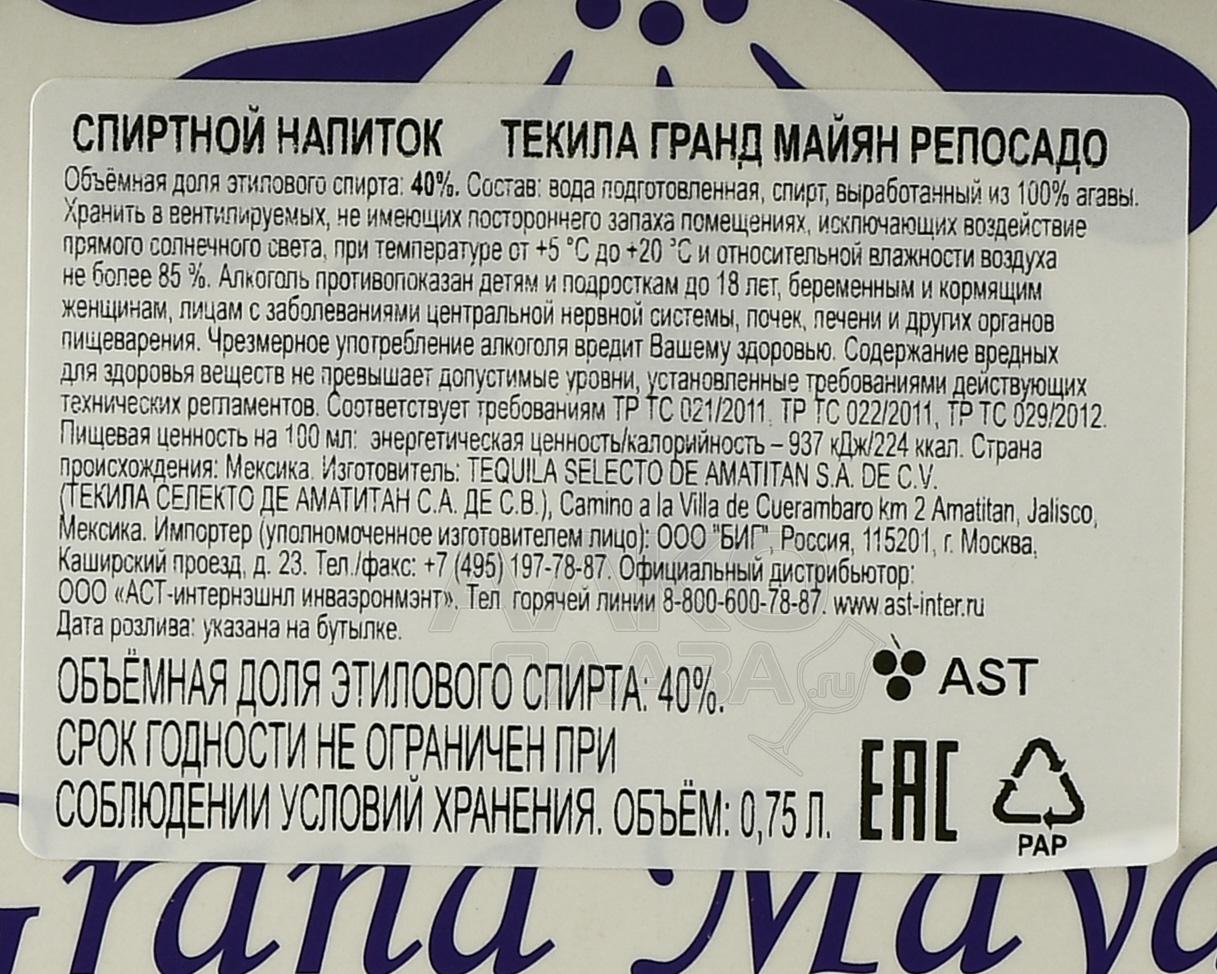 СПИРТНОЙ НАПИТОК ТЕКИЛА ГРАНД МАЙЯН РЕПОСАДО
Объёмная доля этилового спирта: 40%. Состав: вода подготовленная, спирт, выработанный из 100% агавы.
Хранить в вентилируемых, не имеющих постороннего запаха помещениях, исключающих воздействие
прямого солнечного света, при температуре от +5 °С до +20 °С и относительной влажности воздуха
не более 85 %. Алкоголь противопоказан детям и подросткам до 18 лет, беременным и кормящим
женщинам, лицам с заболеваниями центральной нервной системы, почек, печени и других органов
пищеварения. Чрезмерное употребление алкоголя вредит Вашему здоровью. Содержание вредных
для здоровья веществ не превышает допустимые уровни, установленные требованиями действующих
технических регламентов. Соответствует требованиям ТР ТС 021/2011, ТР ТС 022/2011, ТР ТС 029/2012.
Пищевая ценность на 100 мл: энергетическая ценность/калорийность – 937 кДж/224 ккал. Страна
происхождения: Мексика. Изготовитель: TEQUILA SELECTO DE AMATITAN S.A. DE C.V.
(ТЕКИЛА СЕЛЕКТО ДЕ АМАТИТАН С.А. ДЕ С.В.), Camino a la Villa de Cuerambaro km 2 Amatitan, Jalisco,
Мексика. Импортер (уполномоченное изготовителем лицо): ООО "БИГ", Россия, 115201, г. Москва,
Каширский проезд, д. 23. Тел./факс: +7 (495) 197-78-87. Официальный дистрибьютор:
ООО «АСТ-интернэшнл инваэронмэнт». Тел. горячей линии 8-800-600-78-87. www.ast-inter.ru
Дата розлива: указана на бутылке.
ОБЪЁМНАЯ ДОЛЯ ЭТИЛОВОГО СПИРТА: 40%.
СРОК ГОДНОСТИ НЕ ОГРАНИЧЕН ПРИ
СОБЛЮДЕНИИ УСЛОВИЙ ХРАНЕНИЯ. ОБЪЁМ: 0,75 Л.
AST
EAC
PAP
АЛКО
ПЛАЗА.ru
Grand Maya